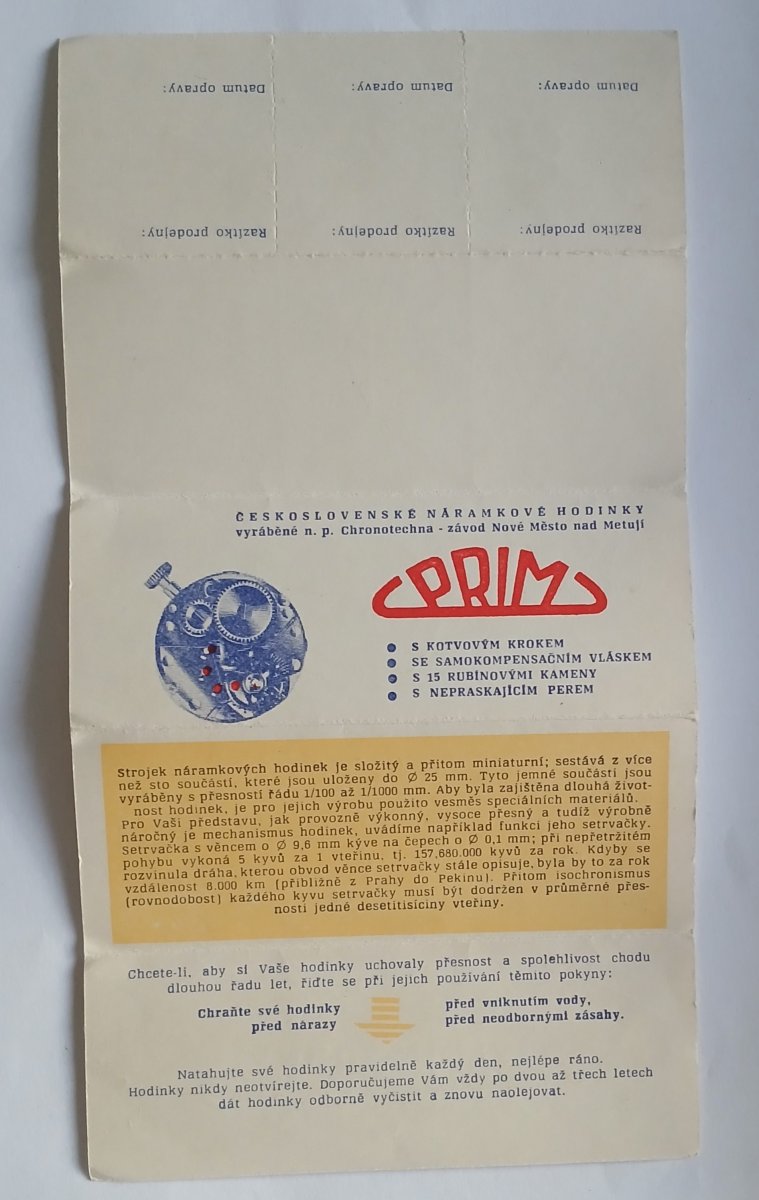 Datum opravy: Datum opravy: Datum opravy:
Razítko prodejny: Razítko prodejny: Razítko prodejny:
ČESKOSLOVENSKÉ NÁRAMKOVÉ HODINKY
vyráběné n. p. Chronotechna - závod Nové Město nad Metují
PRIM
S KOTVOVÝM KROKEM
SE SAMOKOMPENSAČNÍM VLÁSKEM
S 15 RUBÍNOVÝMI KAMENY
S NEPRASKAJÍCÍM PEREM
Strojek náramkových hodinek je složitý a přitom miniaturní; sestává z více
než sto součástí, které jsou uloženy do Ø 25 mm. Tyto jemné součásti jsou
vyráběny s přesností řádu 1/100 až 1/1000 mm. Aby byla zajištěna dlouhá život-
nost hodinek, je pro jejich výrobu použito vesměs speciálních materiálů.
Pro Vaši představu, jak provozně výkonný, vysoce přesný a tudíž výrobně
náročný je mechanismus hodinek, uvádíme například funkci jeho setrvačky.
Setrvačka s věncem o Ø 9,6 mm kýve na čepech o Ø 0,1 mm; při nepřetržitém
pohybu vykoná 5 kyvů za 1 vteřinu, tj. 157,680.000 kyvů za rok. Kdyby se
rozvinula dráha, kterou obvod věnce setrvačky stále opisuje, byla by to za rok
vzdálenost 8.000 km (přibližně z Prahy do Pekinu). Přitom isochronismus
(rovnodobost) každého kyvu setrvačky musí být dodržen v průměrné přes-
nosti jedné desetitisíciny vteřiny.
Chcete-li, aby si Vaše hodinky uchovaly přesnost a spolehlivost chodu
dlouhou řadu let, řiďte se při jejich používání těmito pokyny:
Chraňte své hodinky
před nárazy
před vniknutím vody,
před neodbornými zásahy.
Natahujte své hodinky pravidelně každý den, nejlépe ráno.
Hodinky nikdy neotvírejte. Doporučujeme Vám vždy po dvou až třech letech
dát hodinky odborně vyčistit a znovu naolejovat.